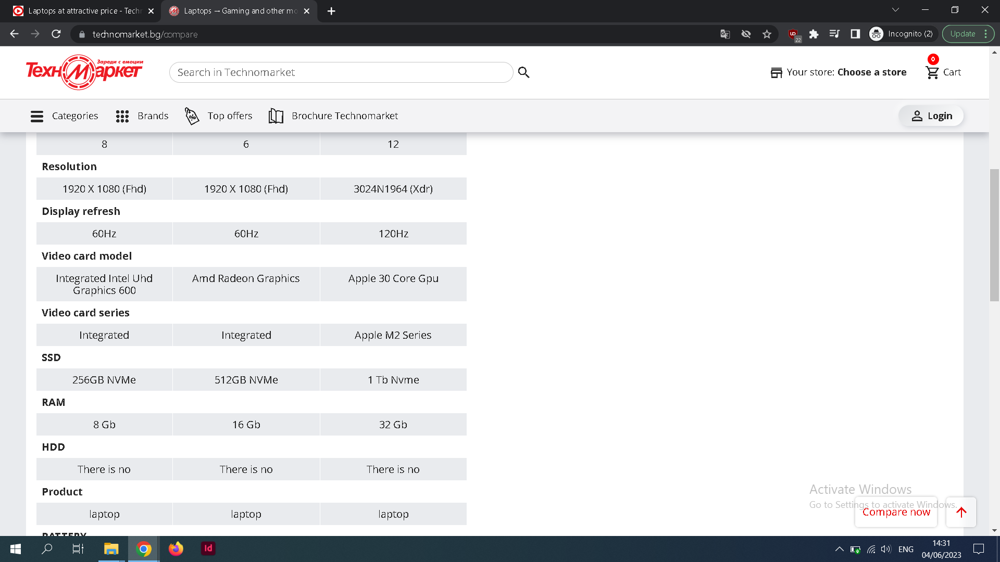 Laptops at attractive price - Techn
Laptops → Gaming and other mo
technomarket.bg/compare
22
Incognito (2)
Update
Зареди с емоции
ТехноМаркет
Search in Technomarket
Your store: Choose a store
0
Cart
Categories
Brands
Top offers
Brochure Technomarket
Login
8 6 12
Resolution
1920 X 1080 (Fhd) 1920 X 1080 (Fhd) 3024N1964 (Xdr)
Display refresh
60Hz 60Hz 120Hz
Video card model
Integrated Intel Uhd Amd Radeon Graphics Apple 30 Core Gpu
Graphics 600
Video card series
Integrated Integrated Apple M2 Series
SSD
256GB NVMe 512GB NVMe 1 Tb Nvme
RAM
8 Gb 16 Gb 32 Gb
HDD
There is no There is no There is no
Product
laptop laptop laptop
BATTERY
Activate Windows
Go to Settings to activate Windows.
Compare now
Id
ENG
14:31
04/06/2023